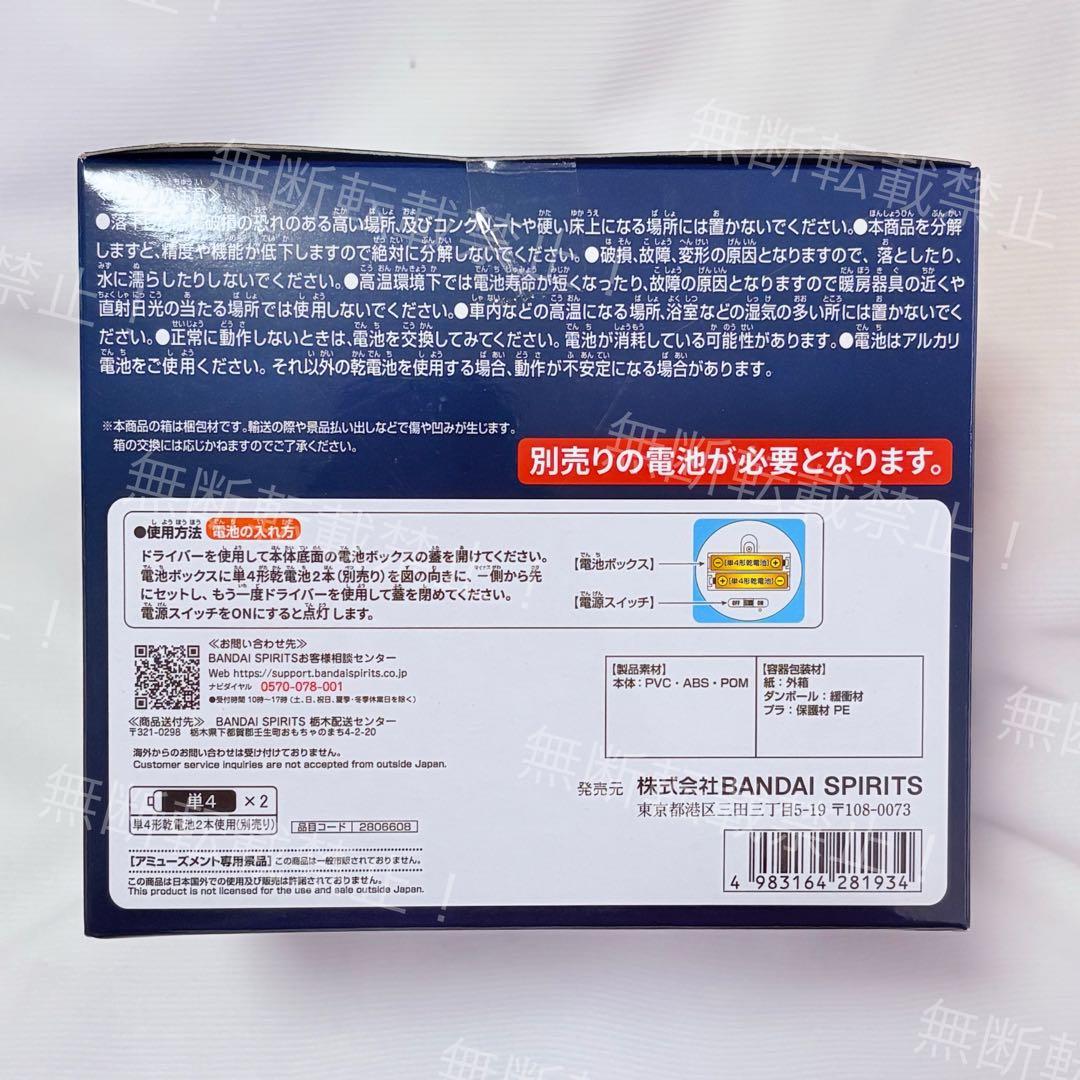 無断転載禁止!
●落 破損の恐れのある高い場所、及びコンクリートや硬い床上になる場所には置かないでください。●本商品を分解
しますど、精度や機能が低下しますので絶対に分解しないでください。●破損、故障、変形の原因となりますので、落としたり、
水に濡らしたりしないでください。●高温環境下では電池寿命が短くなったり、故障の原因となりますので暖房器具の近くや
直射日光の当たる場所では使用しないでください。●車内などの高温になる場所、浴室などの湿気の多い所には置かないでく
ださい。●正常に動作しないときは、電池を交換してみてください。電池が消耗している可能性があります。●電池はアルカリ
電池をご使用ください。それ以外の乾電池を使用する場合、動作が不安定になる場合があります。
※本商品の箱は梱包材です。輸送の際や景品払い出しなどで傷や凹みが生じます。
箱の交換には応じかねますのでご了承ください。
別売りの電池が必要となります。
●使用方法 電池の入れ方
ドライバーを使用して本体底面の電池ボックスの蓋を開けてください。
電池ボックスに単4形乾電池2本(別売り)を図の向きに、-側から先
にセットし、もう一度ドライバーを使用して蓋を閉めてください。
電源スイッチをONにすると点灯します。
【電池ボックス】
【電源スイッチ】
- [単4形乾電池] +
+ [単4形乾電池] -
OFF ON
≪お問い合わせ先≫
BANDAI SPIRITSお客様相談センター
Web https://support.bandaispirits.co.jp
ナビダイヤル 0570-078-001
●受付時間 10時~17時(土、日、祝日、夏季・冬季休業日を除く)
≪商品送付先≫ BANDAI SPIRITS 栃木配送センター
〒321-0298 栃木県下都賀郡壬生町おもちゃのまち4-2-20
海外からのお問い合わせは受け付けておりません。
Customer service inquiries are not accepted from outside Japan.
【製品素材】
本体:PVC・ABS・POM
【容器包装材】
紙:外箱
ダンボール:緩衝材
プラ:保護材 PE
発売元 株式会社BANDAI SPIRITS
東京都港区三田三丁目5-19 〒108-0073
単4 ×2
単4形乾電池2本使用(別売り)
品目コード 2806608
【アミューズメント専用景品】この商品は一般市販されておりません。
この商品は日本国外での使用及び販売は許諾されておりません。
This product is not licensed for the use and sale outside Japan.
4 983164 281934